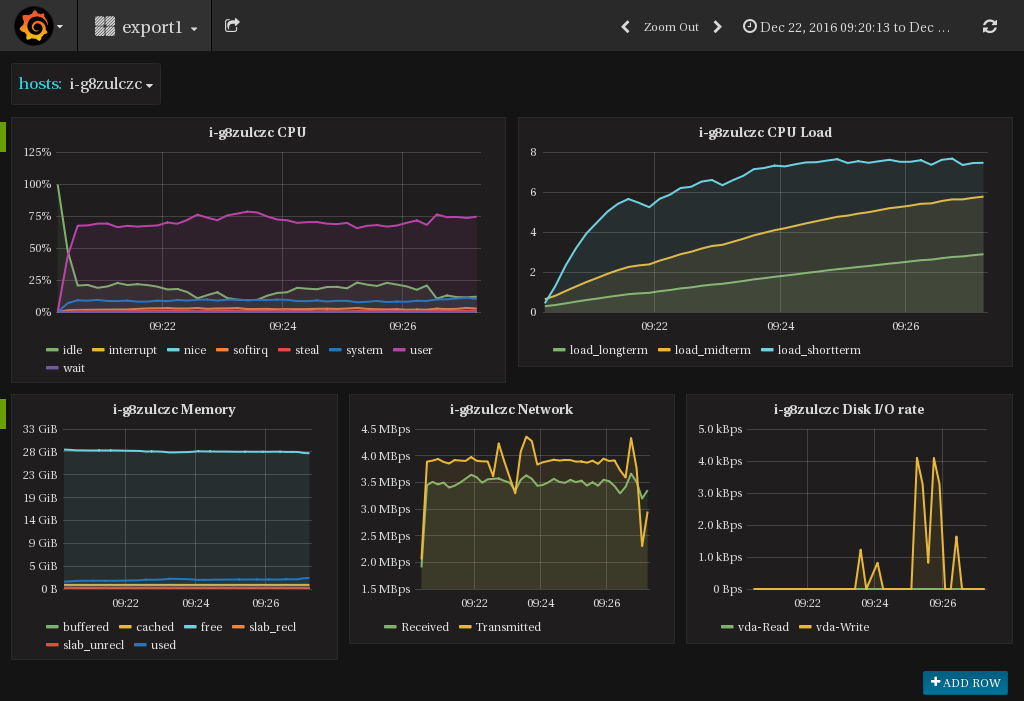 export1
Zoom Out
Dec 22, 2016 09:20:13 to Dec ...
hosts: i-g8zulczc
i-g8zulczc CPU
125%
100%
75%
50%
25%
0%
09:22 09:24 09:26
idle interrupt nice softirq steal system user
wait
i-g8zulczc CPU Load
8
6
4
2
0
09:22 09:24 09:26
load_longterm load_midterm load_shortterm
i-g8zulczc Memory
33 GiB
28 GiB
23 GiB
19 GiB
14 GiB
9 GiB
5 GiB
0 B
09:22 09:24 09:26
buffered cached free slab_recl
slab_unrecl used
i-g8zulczc Network
4.5 MBps
4.0 MBps
3.5 MBps
3.0 MBps
2.5 MBps
2.0 MBps
1.5 MBps
09:22 09:24 09:26
Received Transmitted
i-g8zulczc Disk I/O rate
5.0 kBps
4.0 kBps
3.0 kBps
2.0 kBps
1.0 kBps
0 Bps
09:22 09:24 09:26
vda-Read vda-Write
ADD ROW